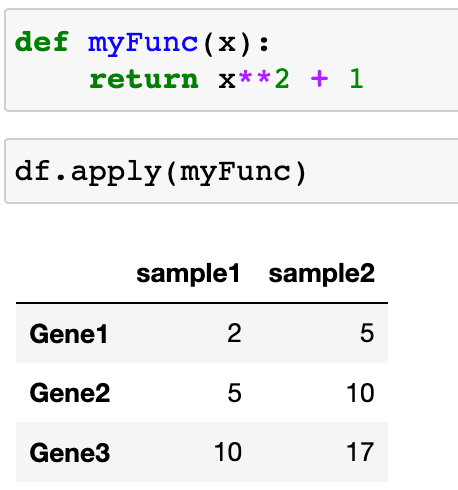 def myFunc(x):
    return x**2 + 1
df.apply(myFunc)
sample1 sample2
Gene1 2 5
Gene2 5 10
Gene3 10 17